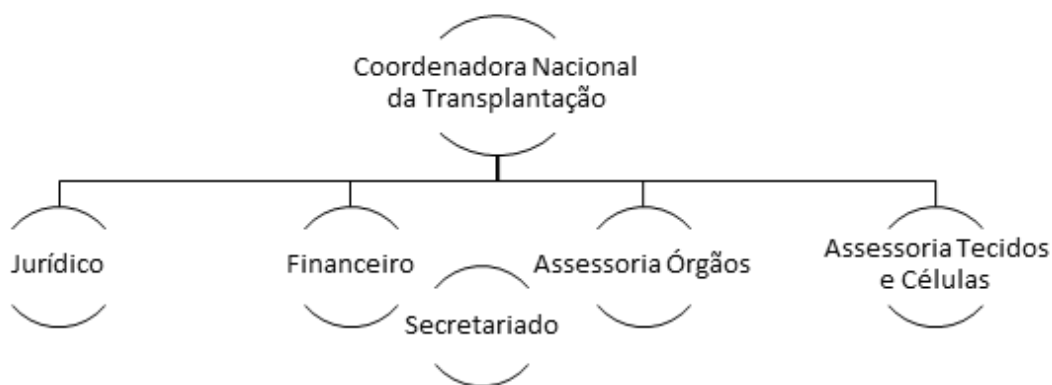 Coordenadora Nacional
da Transplantação
Jurídico
Financeiro
Assessoria Órgãos
Assessoria Tecidos
e Células
Secretariado